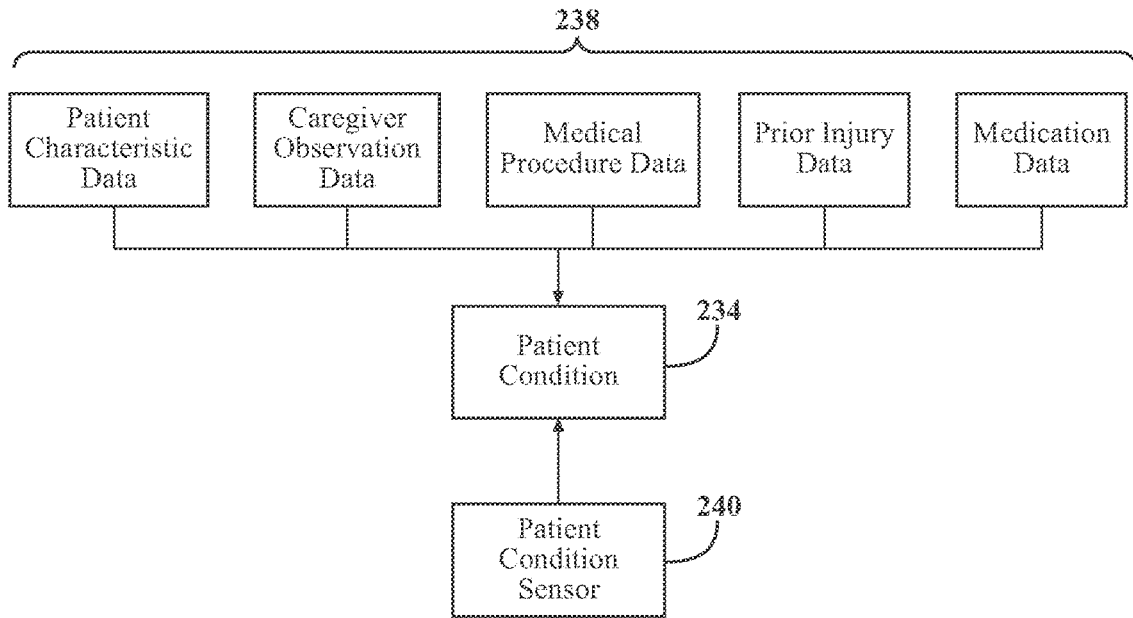 238
Patient
Characteristic
Data
Caregiver
Observation
Data
Medical
Procedure Data
Prior Injury
Data
Medication
Data
234
Patient
Condition
240
Patient
Condition
Sensor